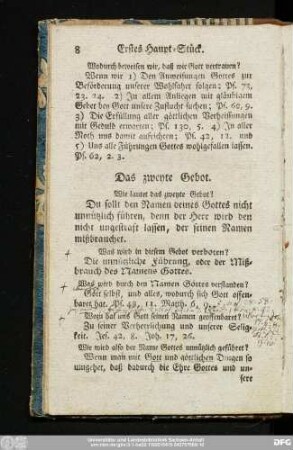 8 Erstes Haupt-Stück.
Wodurch beweisen wir, daß wir Gott vertrauen?
Wenn wir 1) Den Anweisungen Gottes zur
Beförderung unserer Wohlfahrt folgen; Ps. 73,
23. 24. 2) In allem Anliegen mit gläubigem
Gebet bey Gott unsere Zuflucht suchen; Ps. 60, 9.
3) Die Erfüllung aller göttlichen Verheissungen
mit Geduld erwarten; Ps. 130, 5. 4) In aller
Noth uns damit aufrichten; Ps. 42, 12. und
5) Uns alle Führungen Gottes wohlgefallen lassen.
Ps. 62, 2. 3.
Das zweyte Gebot.
Wie lautet das zweyte Gebot?
Du sollt den Namen deines Gottes nicht
unnützlich führen, denn der Herr wird den
nicht ungestraft lassen, der seinen Namen
mißbrauchet.
Was wird in diesem Gebot verboten?
Die unnützliche Führung, oder der Miß-
brauch des Namens Gottes.
Was wird durch den Namen Gottes verstanden?
Gott selbst, und alles, wodurch sich Gott offen-
baret hat. Ps. 48, 11. Matth. 6, 9.
Wozu hat uns Gott seinen Namen geoffenbaret?
Zu seiner Verherrlichung und unserer Selig-
keit. Jes. 42, 8. Joh. 17, 26.
Wie wird also der Name Gottes unnützlich geführet?
Wenn man mit Gott und göttlichen Dingen so
umgehet, daß dadurch die Ehre Gottes und un-
sere